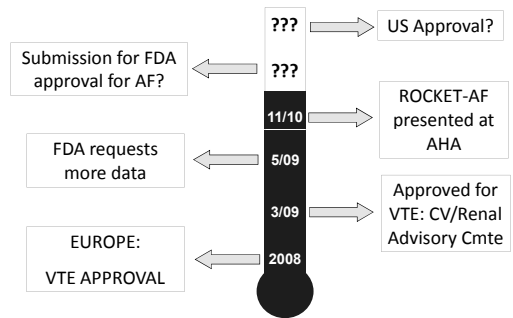 ???
US Approval?
Submission for FDA
approval for AF?
???
11/10
ROCKET-AF
presented at
AHA
FDA requests
more data
5/09
3/09
Approved for
VTE: CV/Renal
Advisory Cmte
EUROPE:
VTE APPROVAL
2008